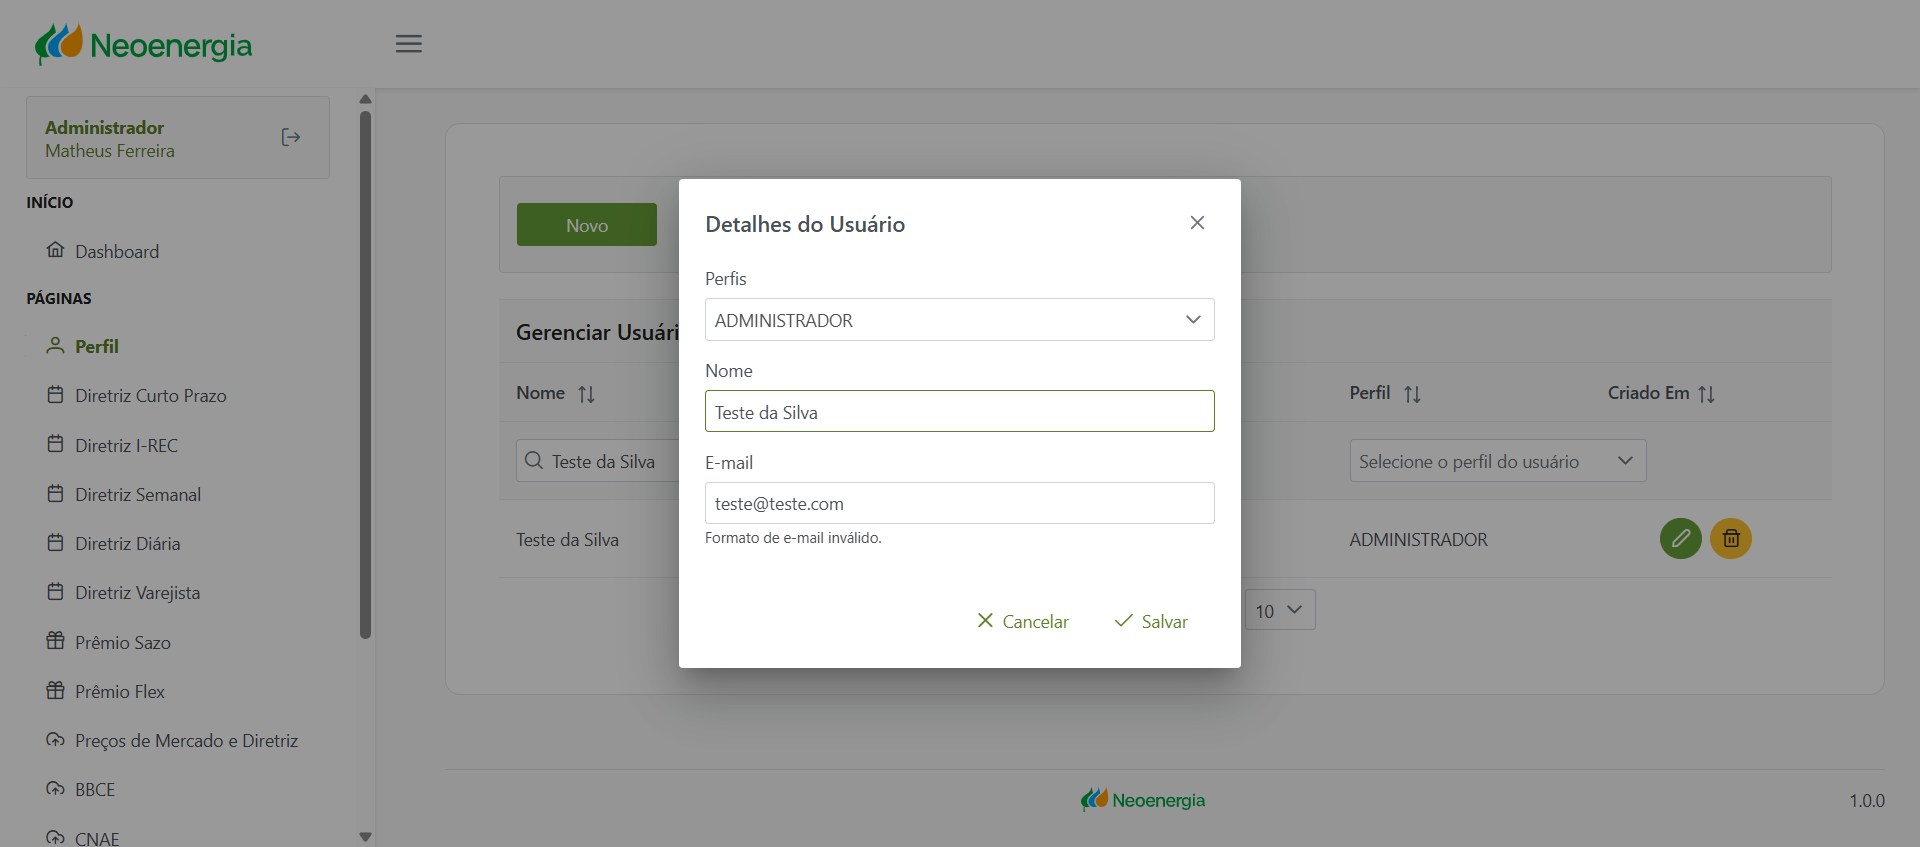 Neoenergia
Administrador
Matheus Ferreira
INÍCIO
Dashboard
PÁGINAS
Perfil
Diretriz Curto Prazo
Diretriz I-REC
Diretriz Semanal
Diretriz Diária
Diretriz Varejista
Prêmio Sazo
Prêmio Flex
Preços de Mercado e Diretriz
BBCE
CNAE
Novo
Gerenciar Usuári
Nome
Perfil
Criado Em
Teste da Silva
Selecione o perfil do usuário
Teste da Silva
ADMINISTRADOR
10
Detalhes do Usuário
Perfis
ADMINISTRADOR
Nome
Teste da Silva
E-mail
teste@teste.com
Formato de e-mail inválido.
Cancelar
Salvar
Neoenergia
1.0.0